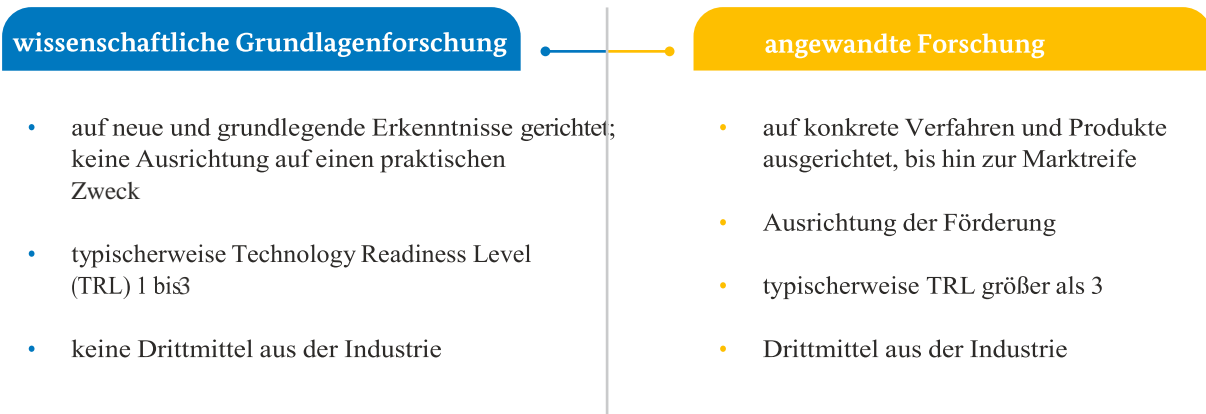 wissenschaftliche Grundlagenforschung
• auf neue und grundlegende Erkenntnisse gerichtet;
keine Ausrichtung auf einen praktischen
Zweck
• typischerweise Technology Readiness Level
(TRL) 1 bis3
• keine Drittmittel aus der Industrie
angewandte Forschung
• auf konkrete Verfahren und Produkte
ausgerichtet, bis hin zur Marktreife
• Ausrichtung der Förderung
• typischerweise TRL größer als 3
• Drittmittel aus der Industrie